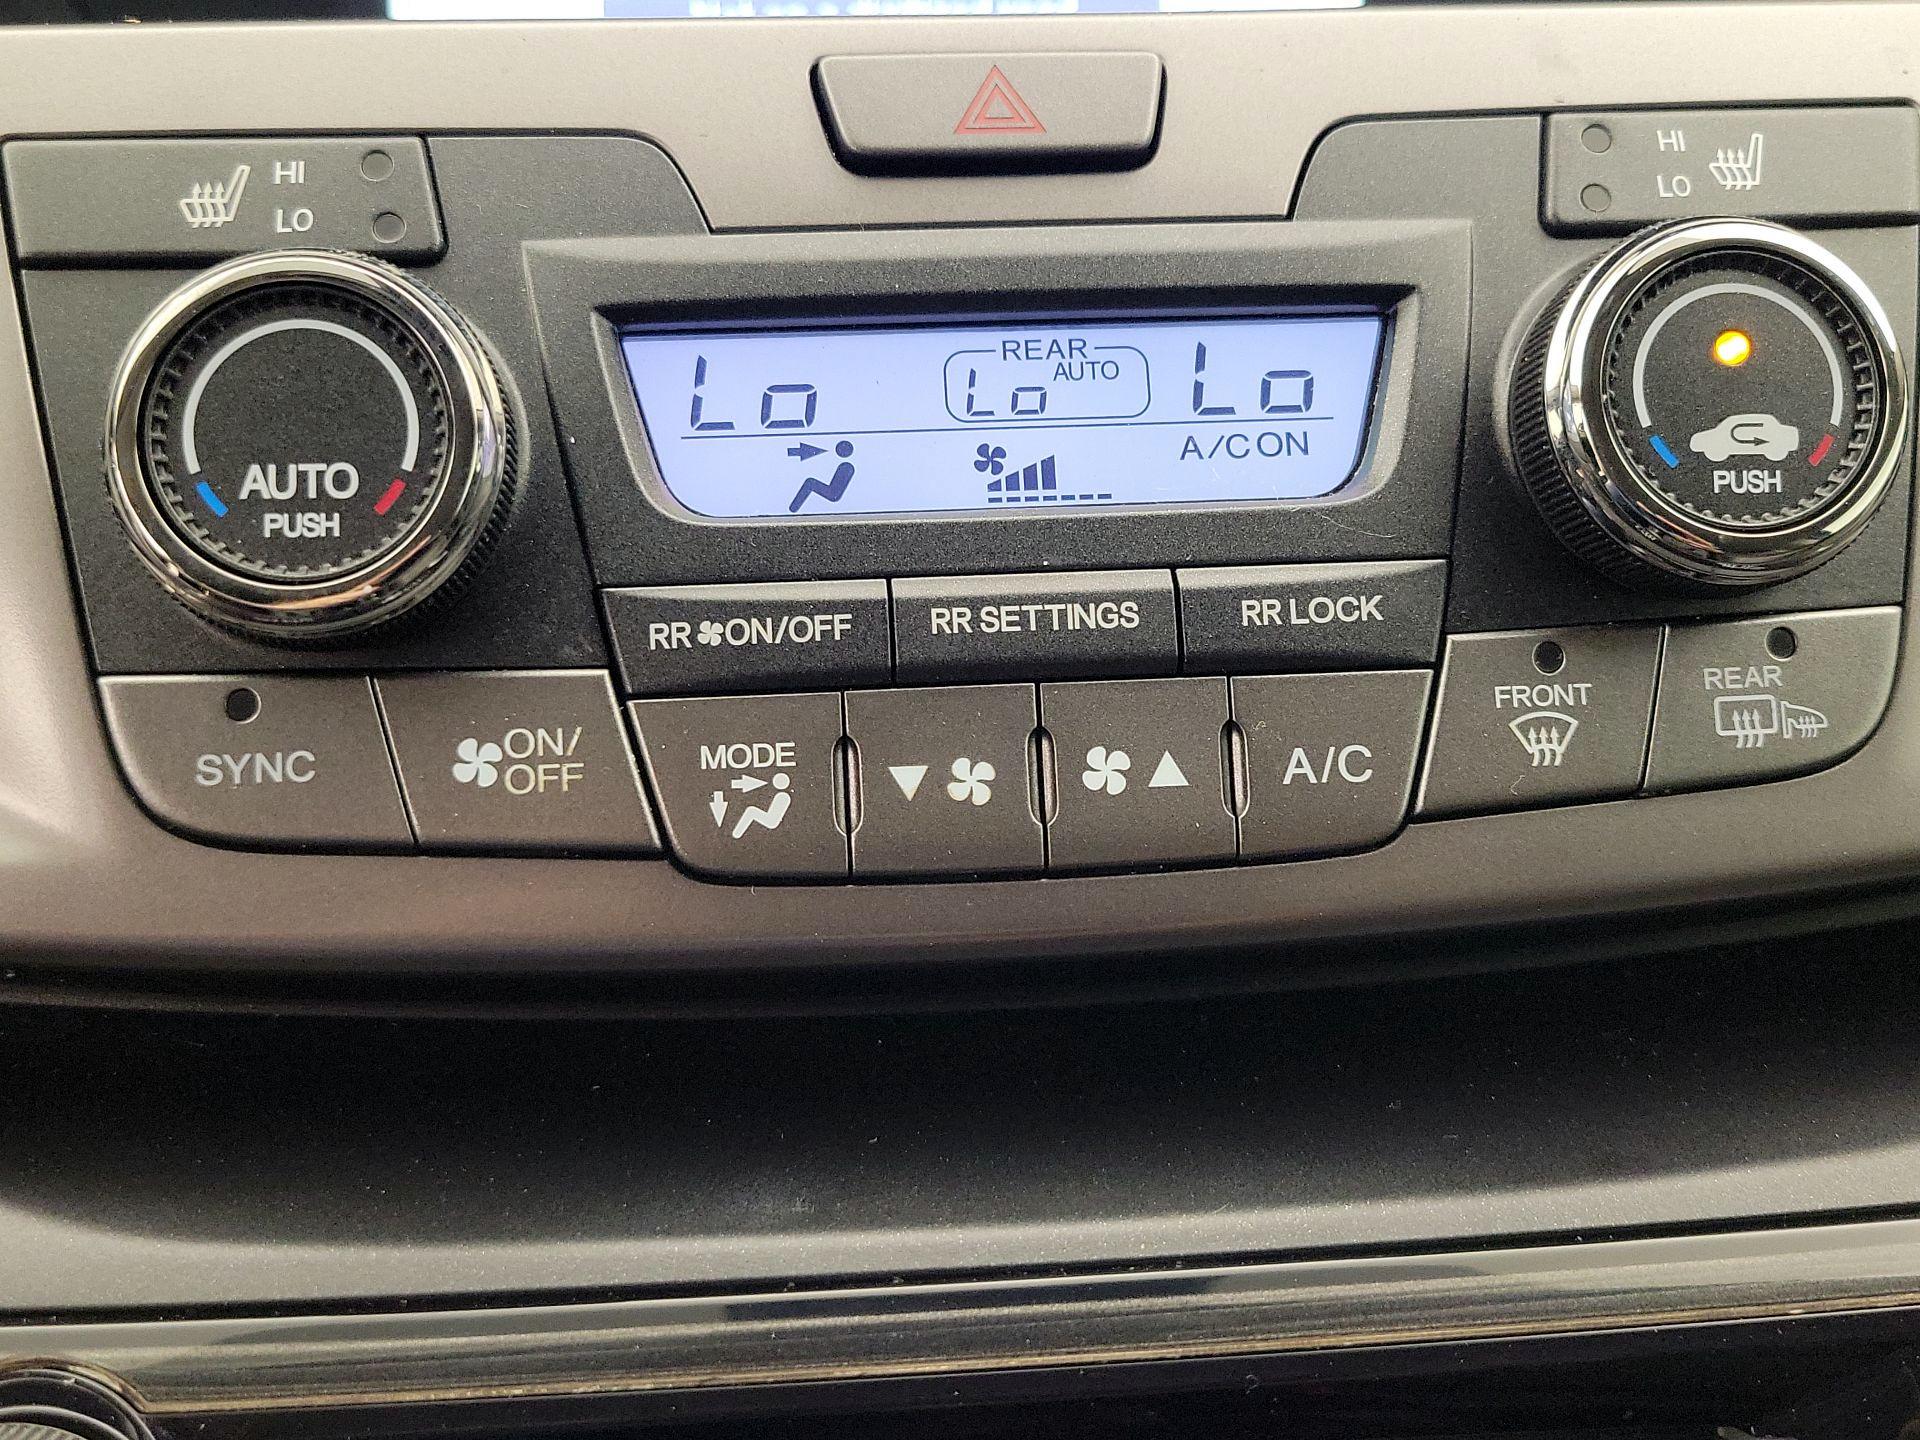 HI
LO
HI
LO
AUTO
PUSH
Lo
REAR
AUTO
Lo
Lo
A/C ON
PUSH
RR ON/OFF
RR SETTINGS
RR LOCK
SYNC
ON/
OFF
MODE
A/C
FRONT
REAR